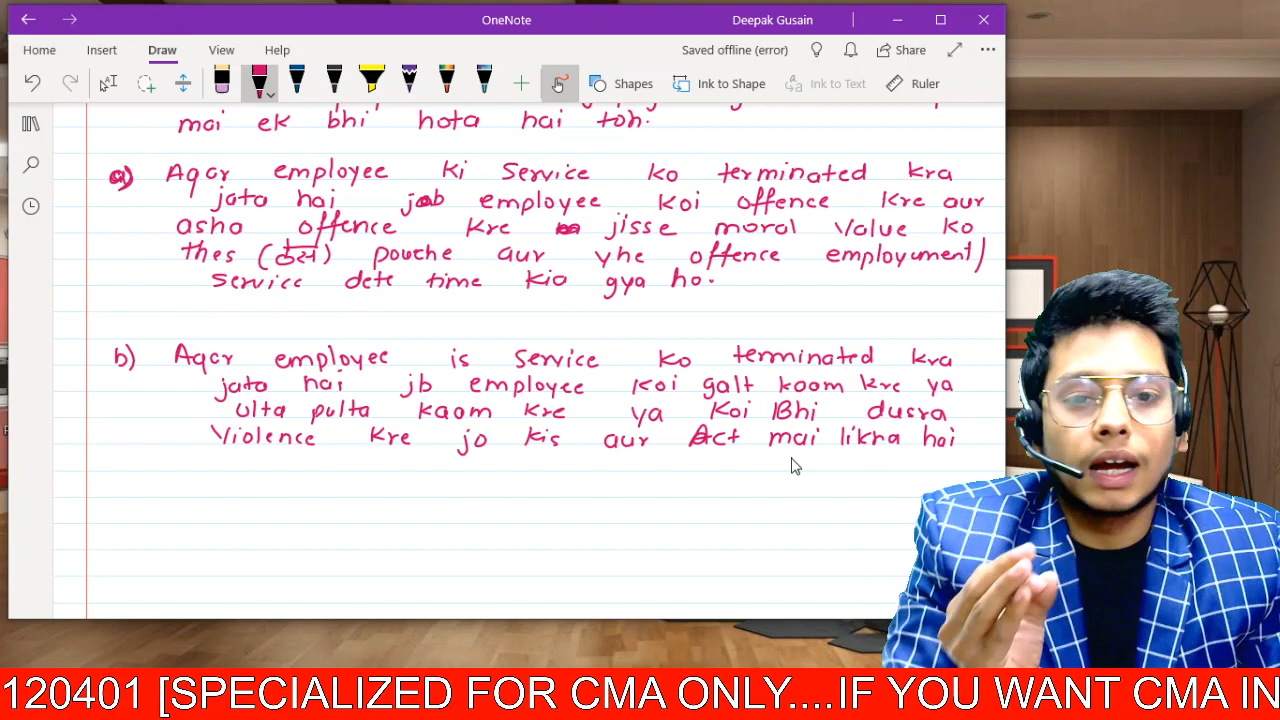 OneNote
Deepak Gusain
Home Insert Draw View Help
Saved offline (error) Share
Shapes Ink to Shape Ink to Text Ruler
mai ek bhi hota hai toh.
a) Agar employee ki Service ko terminated kra
jata hai jab employee koi offence kre aur
asha offence kre jisse moral value ko
thes (ठेस) pouche aur yhe offence employument/
Service dete time kia gya ho.
b) Agar employee is Service ko terminated kra
jata hai jb employee koi galt kaam kre ya
ulta pulta kaam kre ya koi Bhi dusra
Violence kre jo kis aur Act mai likha hai
120401 [SPECIALIZED FOR CMA ONLY....IF YOU WANT CMA IN